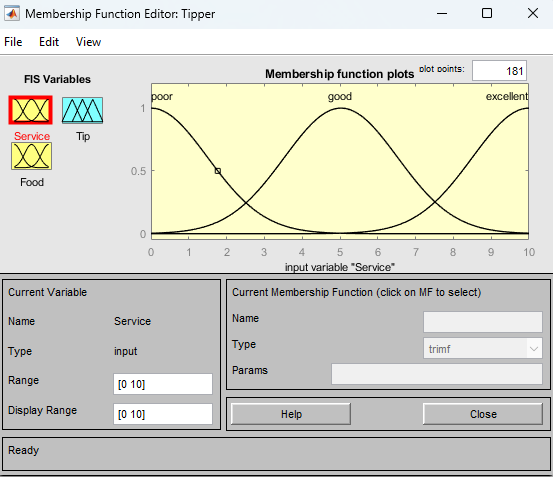 Membership Function Editor: Tipper
File Edit View
FIS Variables
Service
Tip
Food
Membership function plots
plot points:
181
poor good excellent
1
0.5
0
0 1 2 3 4 5 6 7 8 9 10
input variable "Service"
Current Variable
Name Service
Type input
Range [0 10]
Display Range [0 10]
Current Membership Function (click on MF to select)
Name
Type trimf
Params
Help Close
Ready